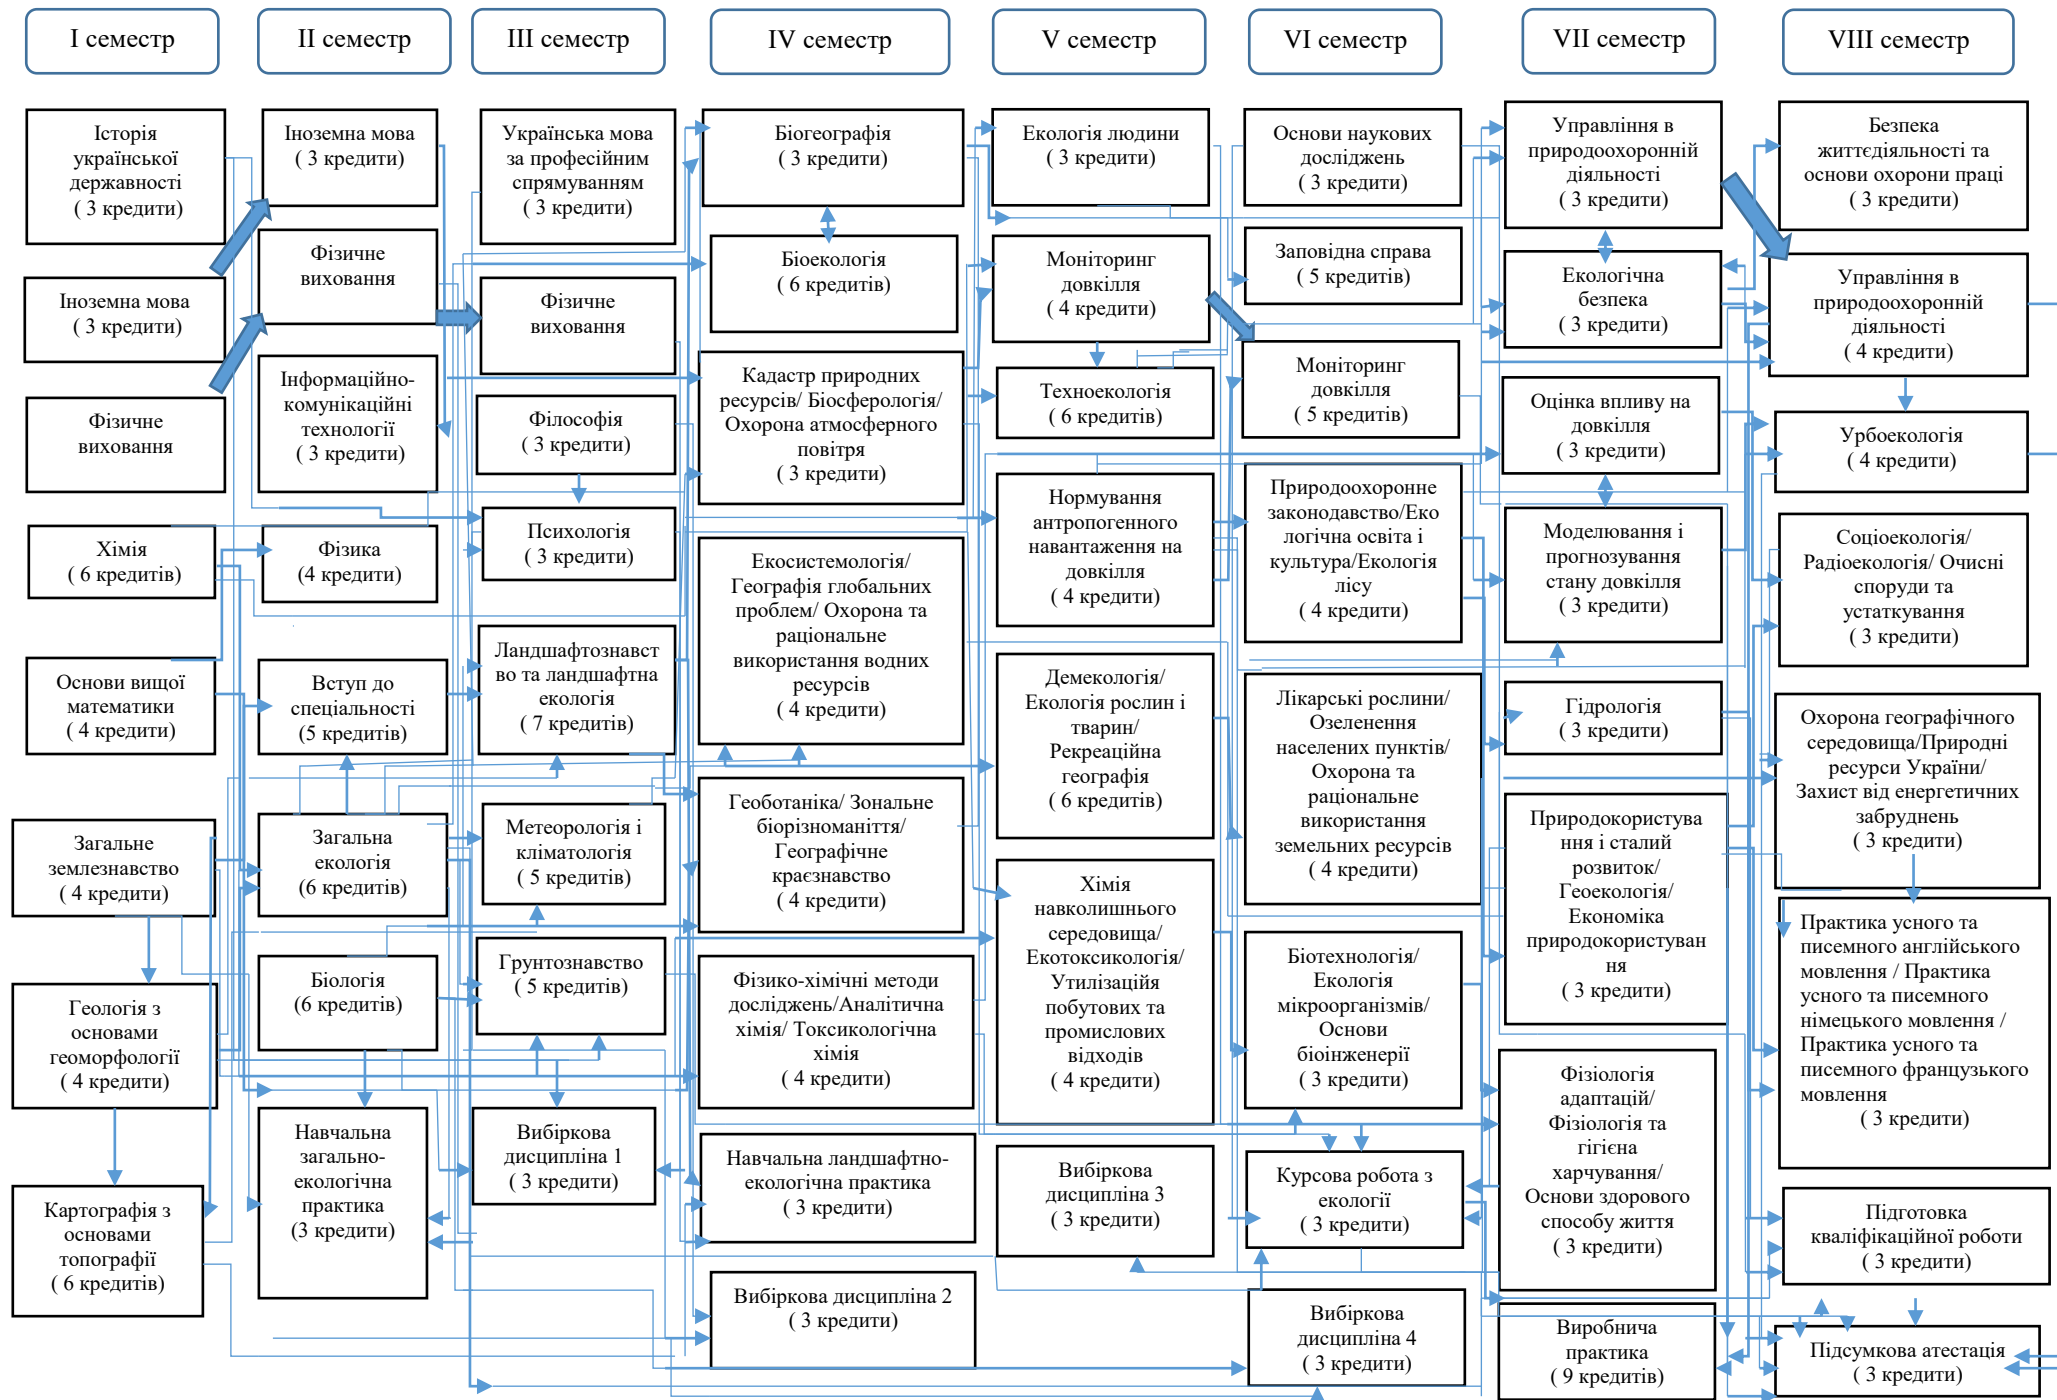 І семестр
ІІ семестр
ІІІ семестр
IV семестр
V семестр
VI семестр
VII семестр
VIII семестр
Історія
української
державності
( 3 кредити)
Іноземна мова
( 3 кредити)
Фізичне
виховання
Хімія
( 6 кредитів)
Основи вищої
математики
( 4 кредити)
Загальне
землезнавство
( 4 кредити)
Геологія з
основами
геоморфології
( 4 кредити)
Картографія з
основами
топографії
( 6 кредитів)
Іноземна мова
( 3 кредити)
Фізичне
виховання
Інформаційно-
комунікаційні
технології
( 3 кредити)
Фізика
(4 кредити)
Вступ до
спеціальності
(5 кредитів)
Загальна
екологія
(6 кредитів)
Біологія
(6 кредитів)
Навчальна
загально-
екологічна
практика
(3 кредити)
Українська мова
за професійним
спрямуванням
( 3 кредити)
Фізичне
виховання
Філософія
( 3 кредити)
Психологія
( 3 кредити)
Ландшафтознавст
во та ландшафтна
екологія
( 7 кредитів)
Метеорологія і
кліматологія
( 5 кредитів)
Грунтознавство
( 5 кредитів)
Вибіркова
дисципліна 1
( 3 кредити)
Біогеографія
( 3 кредити)
Біоекологія
( 6 кредитів)
Кадастр природних
ресурсів/ Біосферологія/
Охорона атмосферного
повітря
( 3 кредити)
Екосистемологія/
Географія глобальних
проблем/ Охорона та
раціональне
використання водних
ресурсів
( 4 кредити)
Геоботаніка/ Зональне
біорізноманіття/
Географічне
краєзнавство
( 4 кредити)
Фізико-хімічні методи
досліджень/Аналітична
хімія/ Токсикологічна
хімія
( 4 кредити)
Навчальна ландшафтно-
екологічна практика
( 3 кредити)
Вибіркова дисципліна 2
( 3 кредити)
Екологія людини
( 3 кредити)
Моніторинг
довкілля
( 4 кредити)
Техноекологія
( 6 кредитів)
Нормування
антропогенного
навантаження на
довкілля
( 4 кредити)
Демекологія/
Екологія рослин і
тварин/
Рекреаційна
географія
( 6 кредитів)
Хімія
навколишнього
середовища/
Екотоксикологія/
Утилізаційя
побутових та
промислових
відходів
( 4 кредити)
Вибіркова
дисципліна 3
( 3 кредити)
Основи наукових
досліджень
( 3 кредити)
Заповідна справа
( 5 кредитів)
Моніторинг
довкілля
( 5 кредитів)
Природоохоронне
законодавство/Еко
логічна освіта і
культура/Екологія
лісу
( 4 кредити)
Лікарські рослини/
Озеленення
населених пунктів/
Охорона та
раціональне
використання
земельних ресурсів
( 4 кредити)
Біотехнологія/
Екологія
мікроорганізмів/
Основи
біоінженерії
( 3 кредити)
Курсова робота з
екології
( 3 кредити)
Вибіркова
дисципліна 4
( 3 кредити)
Управління в
природоохоронній
діяльності
( 3 кредити)
Екологічна
безпека
( 3 кредити)
Оцінка впливу на
довкілля
( 3 кредити)
Моделювання і
прогнозування
стану довкілля
( 3 кредити)
Гідрологія
( 3 кредити)
Природокористува
ння і сталий
розвиток/
Геоекологія/
Економіка
природокористуван
ня
( 3 кредити)
Фізіологія
адаптацій/
Фізіологія та
гігієна
харчування/
Основи здорового
способу життя
( 3 кредити)
Виробнича
практика
( 9 кредитів)
Безпека
життєдіяльності та
основи охорони праці
( 3 кредити)
Управління в
природоохоронній
діяльності
( 4 кредити)
Урбоекологія
( 4 кредити)
Соціоекологія/
Радіоекологія/ Очисні
споруди та
устаткування
( 3 кредити)
Охорона географічного
середовища/Природні
ресурси України/
Захист від енергетичних
забруднень
( 3 кредити)
Практика усного та
писемного англійського
мовлення / Практика
усного та писемного
німецького мовлення /
Практика усного та
писемного французького
мовлення
( 3 кредити)
Підготовка
кваліфікаційної роботи
( 3 кредити)
Підсумкова атестація
( 3 кредити)